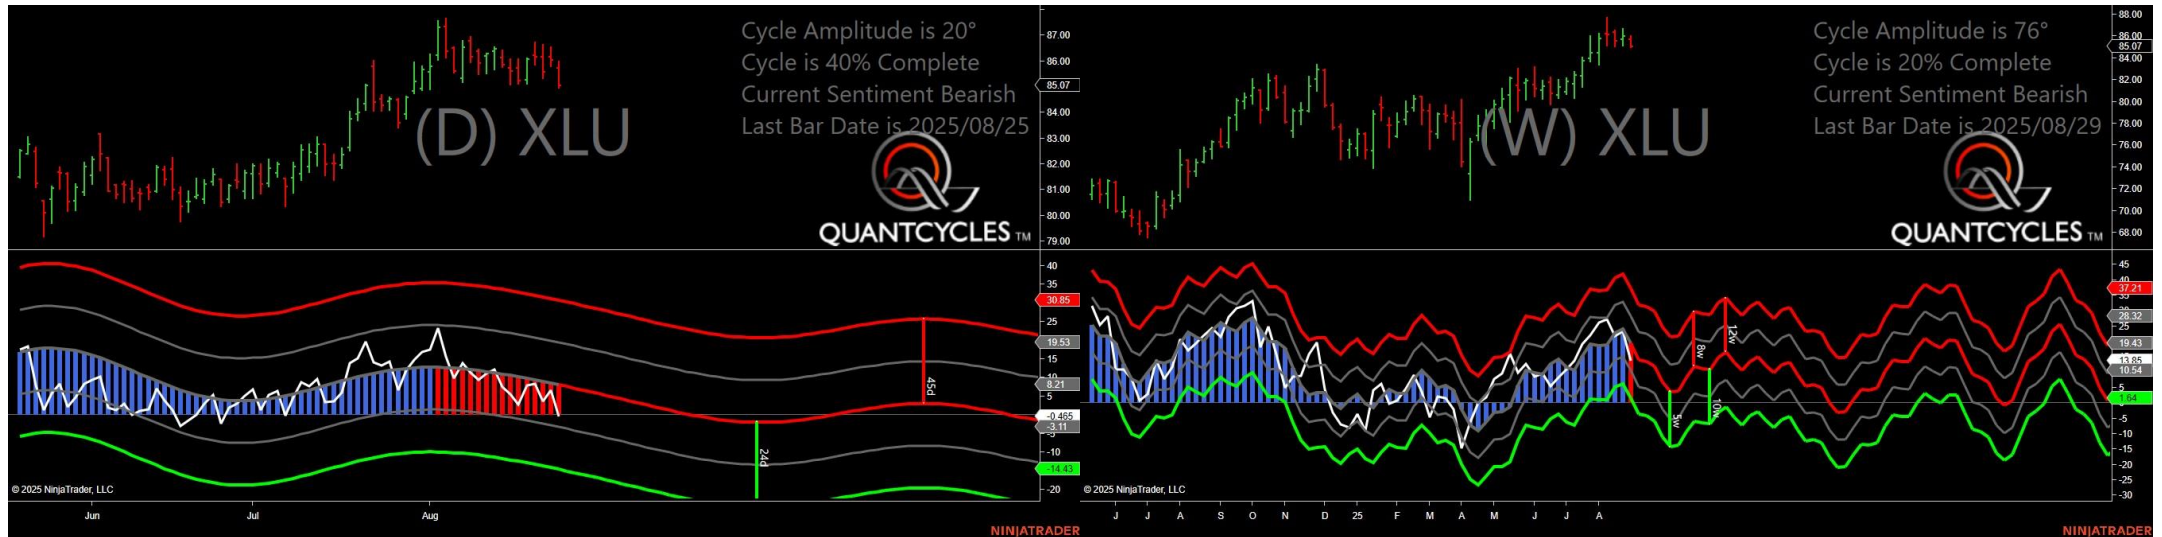 Cycle Amplitude is 20°
Cycle is 40% Complete
Current Sentiment Bearish
Last Bar Date is 2025/08/25
(D) XLU
QUANTCYCLES TM
87.00
86.00
85.07
84.00
83.00
82.00
81.00
80.00
79.00
40
35
30.85
25
19.53
15
10
8.21
5
-0.465
-3.11
-5
-10
-14.43
-20
45d
24d
© 2025 NinjaTrader, LLC
Jun Jul Aug
NINJATRADER
Cycle Amplitude is 76°
Cycle is 20% Complete
Current Sentiment Bearish
Last Bar Date is 2025/08/29
(W) XLU
QUANTCYCLES TM
88.00
86.00
85.07
84.00
82.00
80.00
78.00
76.00
74.00
72.00
70.00
68.00
45
37.21
35
28.32
25
19.43
13.85
10.54
5
1.64
-5
-10
-15
-20
-25
-30
8w
12w
5w
10w
© 2025 NinjaTrader, LLC
J J A S O N D 25 F M A M J J A
NINJATRADER